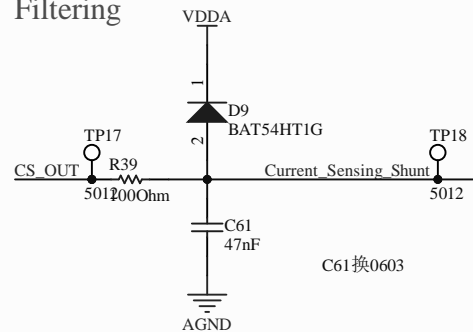 Filtering
VDDA
1
D9
BAT54HT1G
2
TP17
TP18
CS_OUT
R39
Current_Sensing_Shunt
5012
100Ohm
5012
C61
47nF
C61换0603
AGND